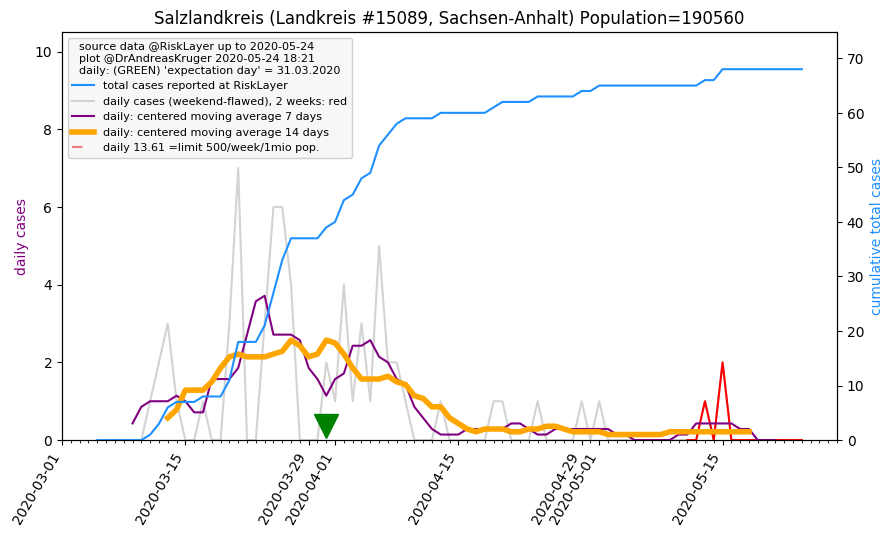 Salzlandkreis (Landkreis #15089, Sachsen-Anhalt) Population=190560
source data @RiskLayer up to 2020-05-24
plot @DrAndreasKruger 2020-05-24 18:21
daily: (GREEN) 'expectation day' = 31.03.2020
total cases reported at RiskLayer
daily cases (weekend-flawed), 2 weeks: red
daily: centered moving average 7 days
daily: centered moving average 14 days
daily 13.61 =limit 500/week/1mio pop.
daily cases
10
8
6
4
2
0
70
60
50
40
30
20
10
0
cumulative total cases
2020-03-01
2020-03-15
2020-03-29
2020-04-01
2020-04-15
2020-04-29
2020-05-01
2020-05-15